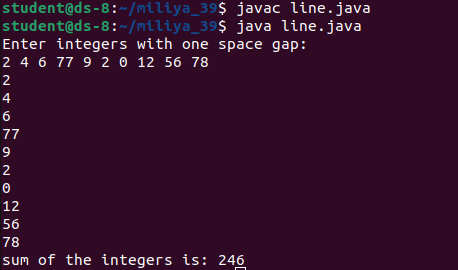 student@ds-8:~/miliya_39$ javac line.java
student@ds-8:~/miliya_39$ java line.java
Enter integers with one space gap:
2 4 6 77 9 2 0 12 56 78
2
4
6
77
9
2
0
12
56
78
sum of the integers is: 246